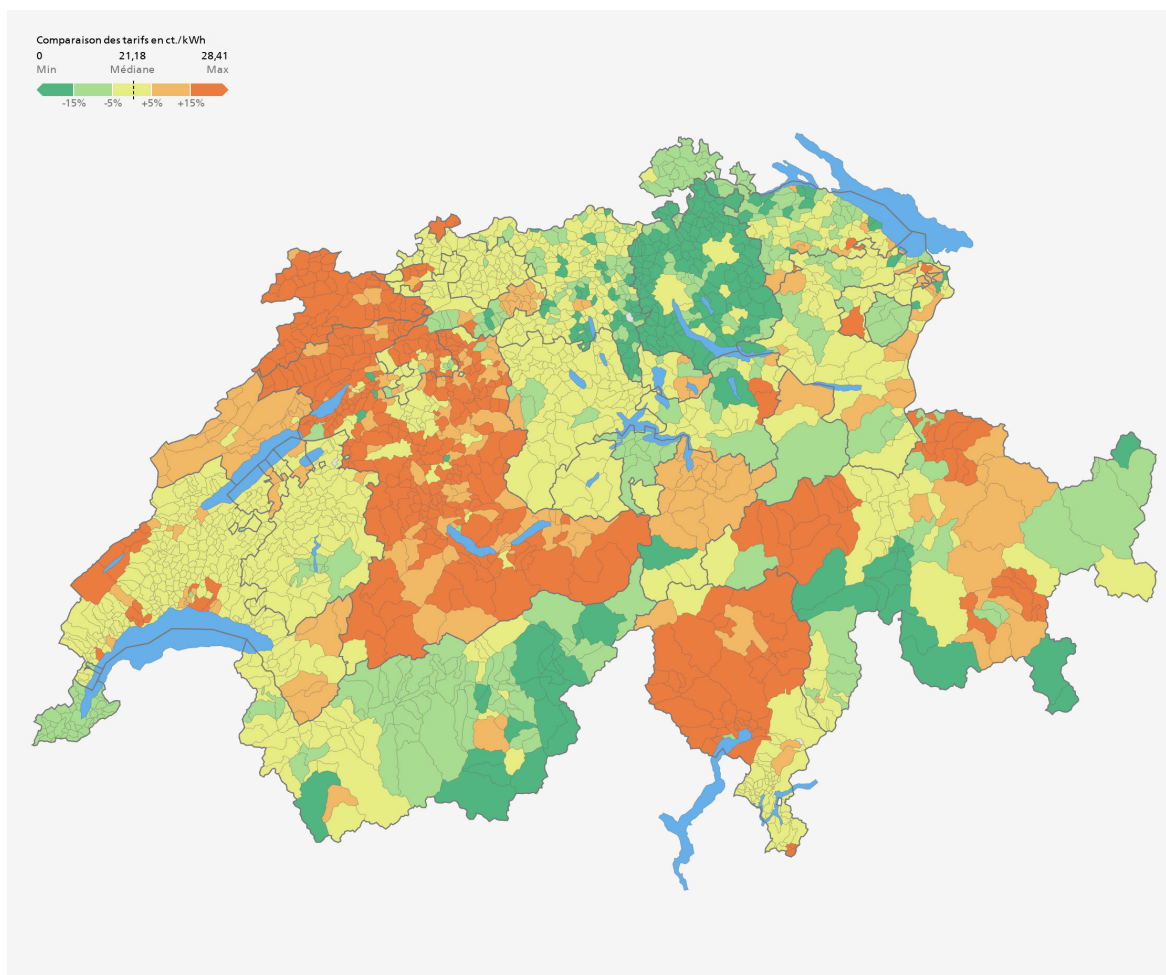 Comparaison des tarifs en ct./kWh
0 21,18 28,41
Min Médiane Max
-15% -5% +5% +15%